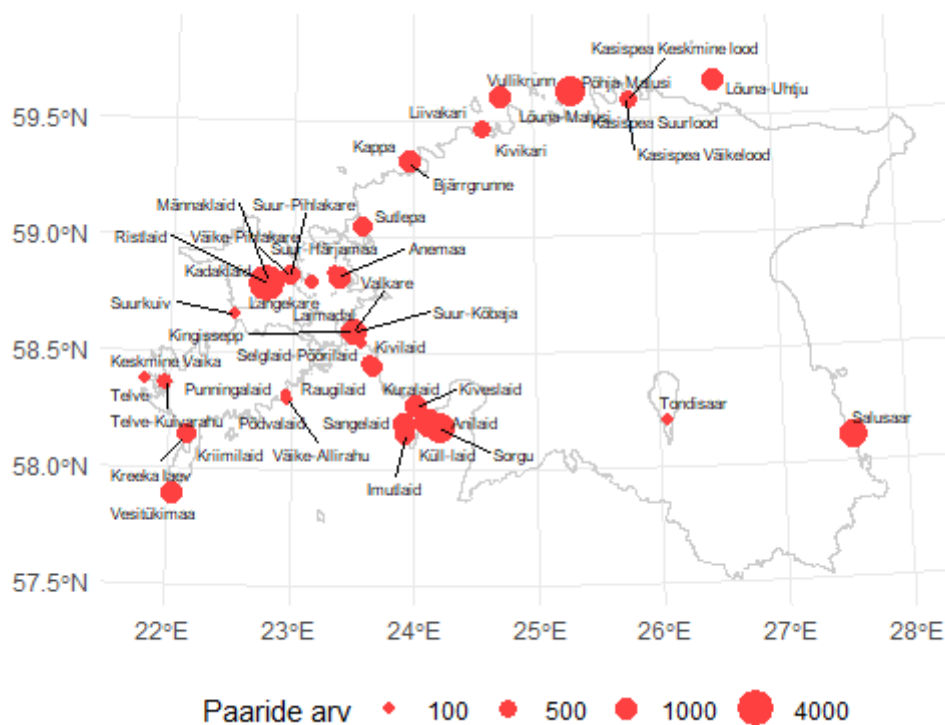 Kasispea Keskmine lood
59.5°N
Vullikrunn
Põhja-Malusi
Lõuna-Uhtju
Liivakari
Lõuna-Malusi
Kasispea Suurlood
Kappa
Kivikari
Kasispea Väikelood
Bjärrgrunne
Männaklaid
Suur-Pihlakare
Sutlepa
59.0°N
Ristlaid
Väike-Pihlakare
Suur-Härjamaa
Anemaa
Kadaklaid
Langekare
Valkare
Suurkuiv
Laimadal
Suur-Kõbaja
Kingissepp
58.5°N
Selglaid-Pöörilaid
Kivilaid
Keskmine Vaika
Telve
Punningalaid
Raugilaid
Kuralaid
Kiveslaid
Telve-Kuivarahu
Põdvalaid
Sangelaid
Anilaid
Tondisaar
Salusaar
Kriimilaid
Väike-Allirahu
Küll-laid
Sorgu
58.0°N
Kreeka laev
Imutlaid
Vesitükimaa
57.5°N
22°E
23°E
24°E
25°E
26°E
27°E
28°E
Paaride arv
100
500
1000
4000